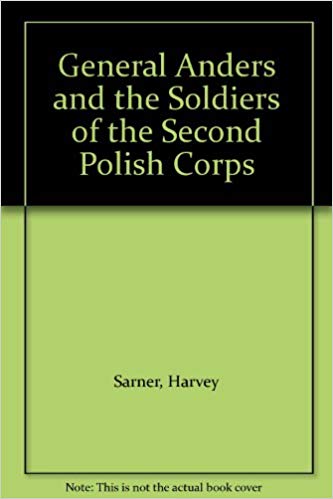 General Anders
and the Soldiers
of the Second
Polish Corps
Sarner, Harvey
Note: This is not the actual book cover